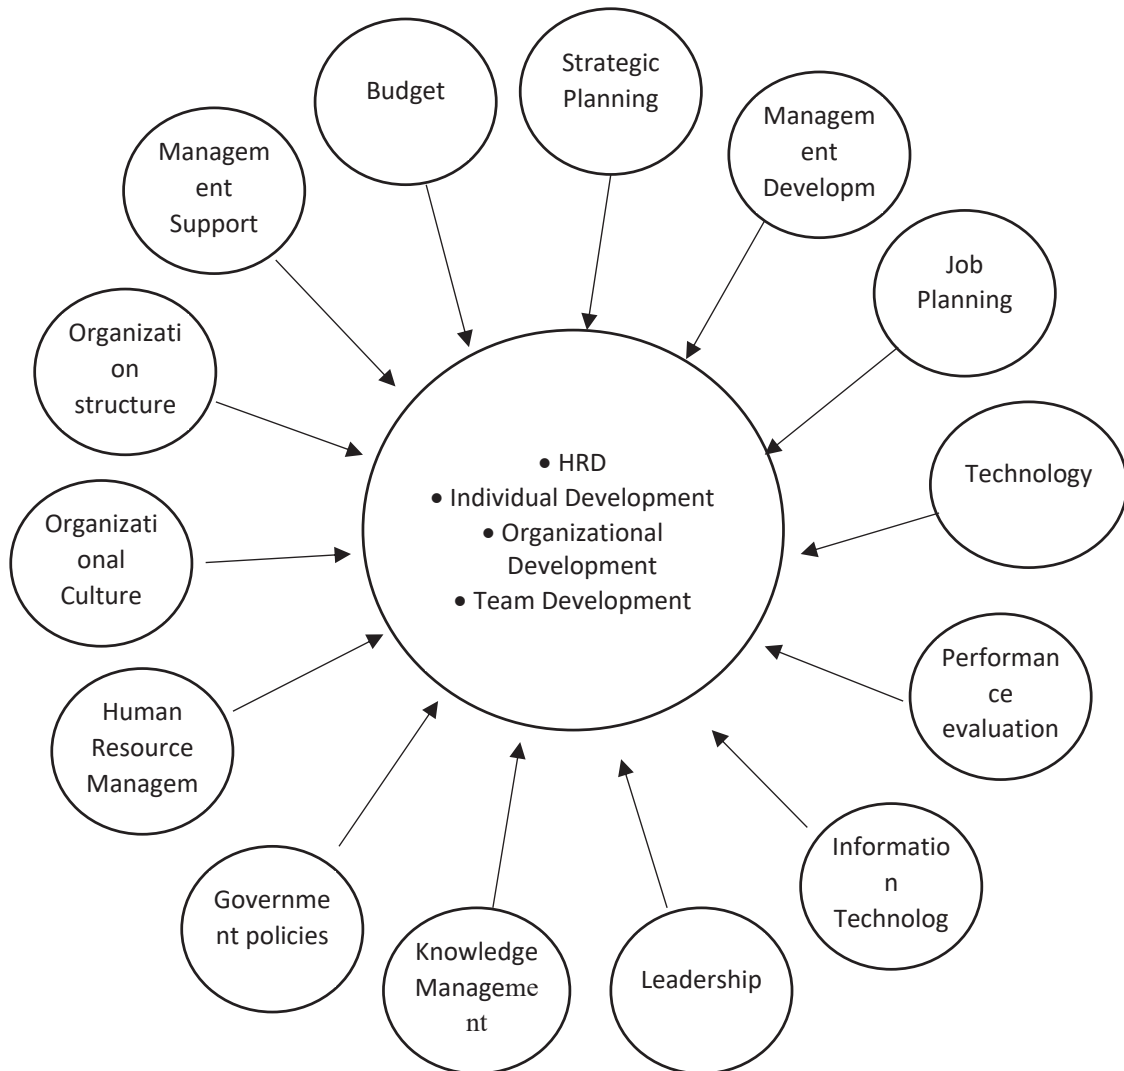 Budget
Strategic
Planning
Managem
ent
Developm
Managem
ent
Support
Job
Planning
Organizati
on
structure
Technology
• HRD
• Individual Development
• Organizational
Development
• Team Development
Organizati
onal
Culture
Performan
ce
evaluation
Human
Resource
Managem
Informatio
n
Technolog
Governme
nt policies
Knowledge
Manageme
nt
Leadership